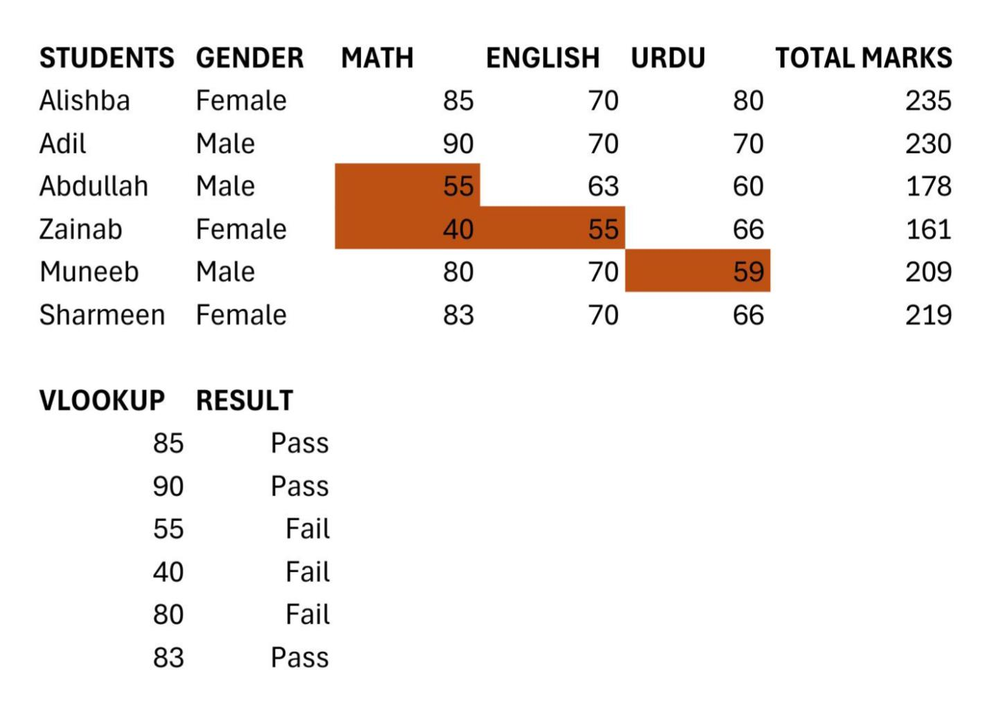 STUDENTS GENDER MATH ENGLISH URDU TOTAL MARKS
Alishba Female 85 70 80 235
Adil Male 90 70 70 230
Abdullah Male 55 63 60 178
Zainab Female 40 55 66 161
Muneeb Male 80 70 59 209
Sharmeen Female 83 70 66 219
VLOOKUP RESULT
85 Pass
90 Pass
55 Fail
40 Fail
80 Fail
83 Pass